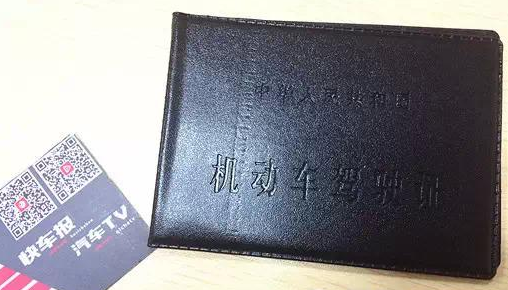 中华人民共和国
机动车驾驶证
快车报
汽车TV